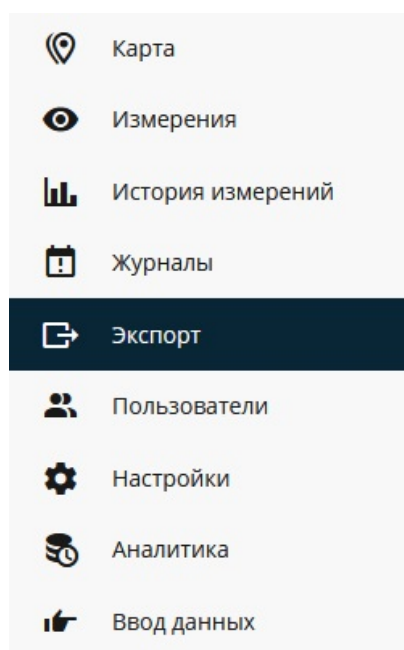 Карта
Измерения
История измерений
Журналы
Экспорт
Пользователи
Настройки
Аналитика
Ввод данных